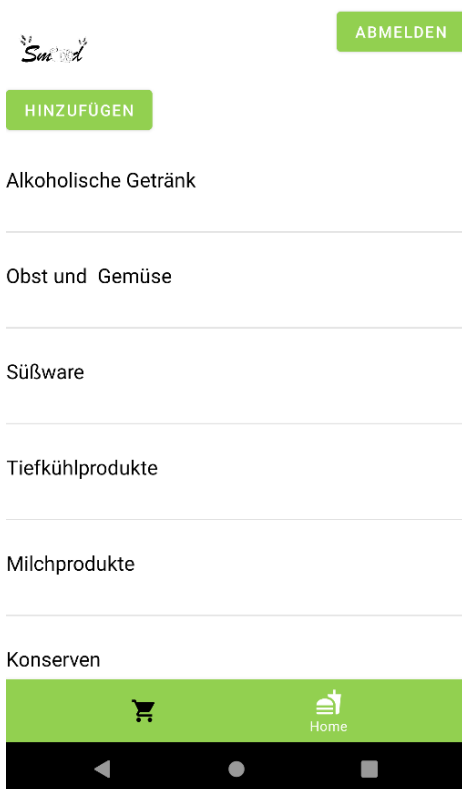 ABMELDEN
HINZUFÜGEN
Alkoholische Getränk
Obst und  Gemüse
Süßware
Tiefkühlprodukte
Milchprodukte
Konserven
Home